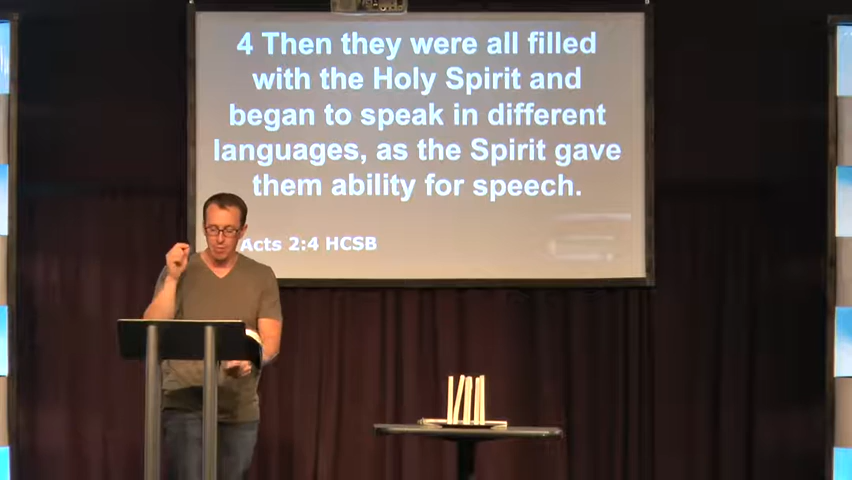 4 Then they were all filled
with the Holy Spirit and
began to speak in different
languages, as the Spirit gave
them ability for speech.
Acts 2:4 HCSB